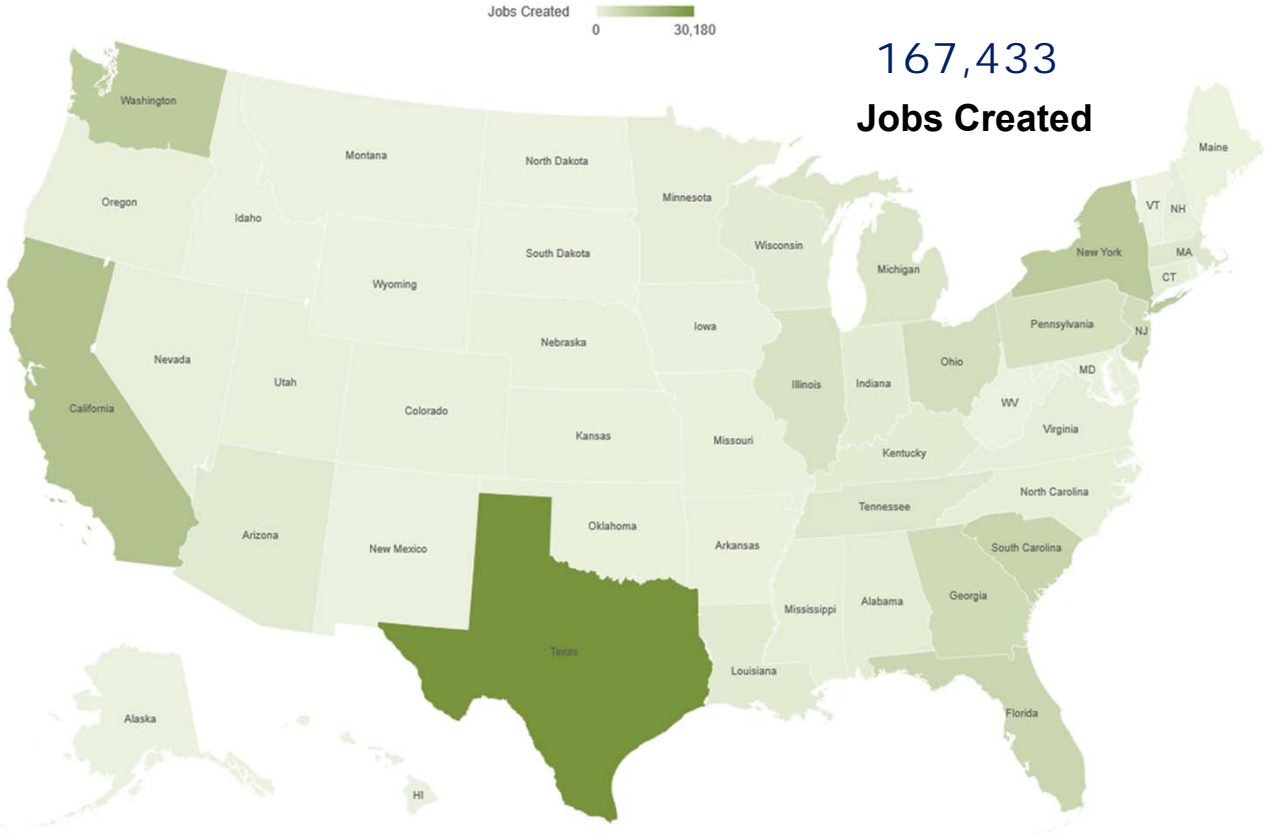 Jobs Created
0 30,180
167,433
Jobs Created
Washington
Montana
North Dakota
Minnesota
Maine
Oregon
Idaho
South Dakota
Wisconsin
Michigan
New York
VT
NH
MA
CT
Wyoming
Iowa
Pennsylvania
NJ
Nevada
Nebraska
Ohio
MD
Utah
Illinois
Indiana
California
Colorado
WV
Virginia
Kansas
Missouri
Kentucky
Arizona
New Mexico
Oklahoma
Arkansas
Tennessee
North Carolina
South Carolina
Mississippi
Alabama
Georgia
Texas
Louisiana
Florida
Alaska
HI